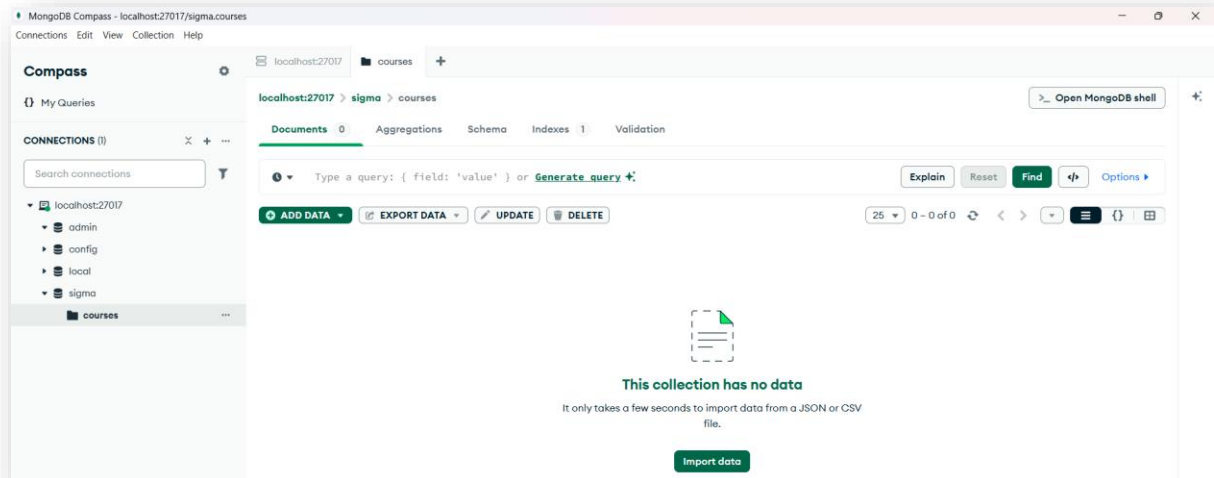 MongoDB Compass - localhost:27017/sigma.courses
Connections Edit View Collection Help
Compass
{} My Queries
CONNECTIONS (1)
Search connections
localhost:27017
admin
config
local
sigma
courses
localhost:27017 courses +
localhost:27017 > sigma > courses
>_ Open MongoDB shell
Documents 0 Aggregations Schema Indexes 1 Validation
Type a query: { field: 'value' } or Generate query
Explain Reset Find </> Options
ADD DATA EXPORT DATA UPDATE DELETE
25 0 – 0 of 0 {}
This collection has no data
It only takes a few seconds to import data from a JSON or CSV
file.
Import data